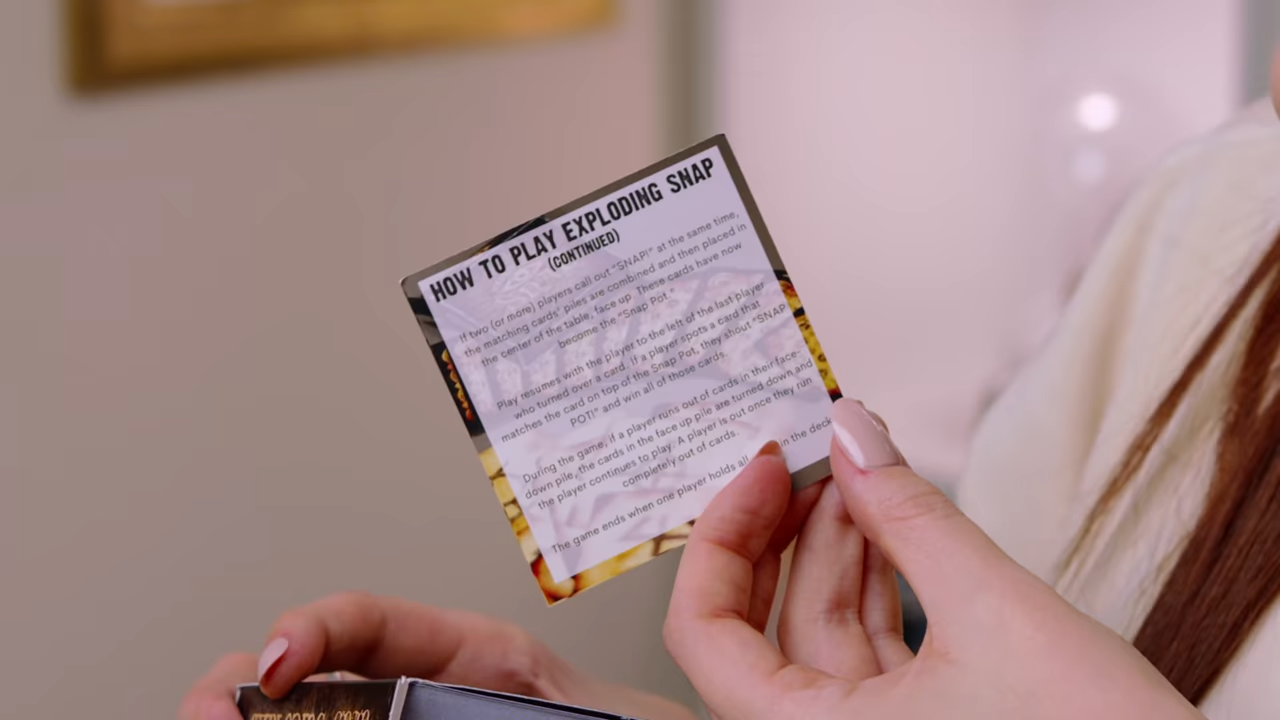 HOW TO PLAY EXPLODING SNAP
(CONTINUED)
If two (or more) players call out "SNAP!" at the same time,
the matching cards' piles are combined and then placed in
the center of the table, face up. These cards have now
become the "Snap Pot."
Play resumes with the player to the left of the last player
who turned over a card. If a player spots a card that
matches the card on top of the Snap Pot, they shout "SNAP
POT!" and win all of those cards.
During the game, if a player runs out of cards in their face-
down pile, the cards in the face up pile are turned down and
the player continues to play. A player is out once they run
completely out of cards.
The game ends when one player holds all in the deck